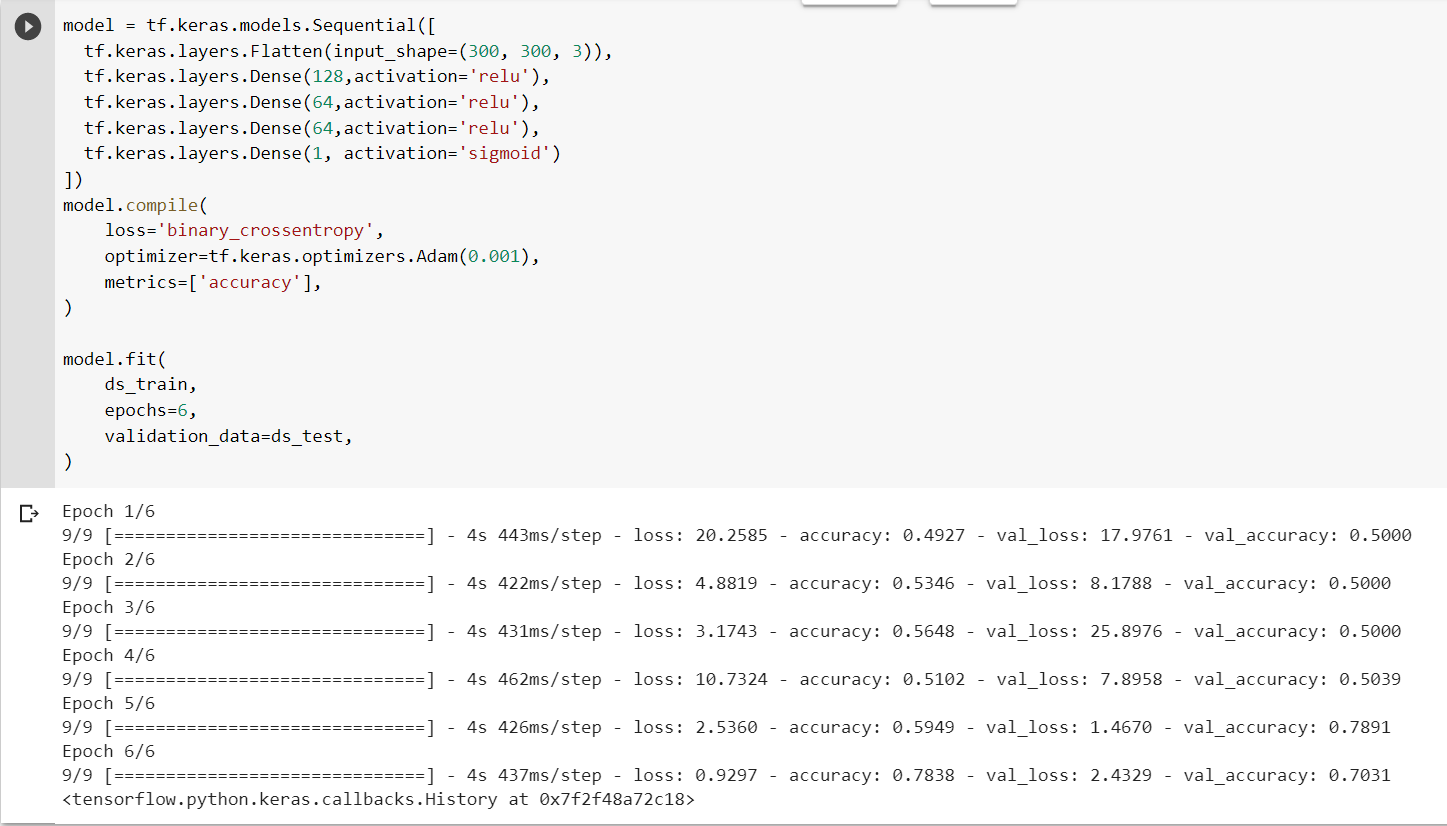 model = tf.keras.models.Sequential([
  tf.keras.layers.Flatten(input_shape=(300, 300, 3)),
  tf.keras.layers.Dense(128,activation='relu'),
  tf.keras.layers.Dense(64,activation='relu'),
  tf.keras.layers.Dense(64,activation='relu'),
  tf.keras.layers.Dense(1, activation='sigmoid')
])
model.compile(
    loss='binary_crossentropy',
    optimizer=tf.keras.optimizers.Adam(0.001),
    metrics=['accuracy'],
)

model.fit(
    ds_train,
    epochs=6,
    validation_data=ds_test,
)
Epoch 1/6
9/9 [==============================] - 4s 443ms/step - loss: 20.2585 - accuracy: 0.4927 - val_loss: 17.9761 - val_accuracy: 0.5000
Epoch 2/6
9/9 [==============================] - 4s 422ms/step - loss: 4.8819 - accuracy: 0.5346 - val_loss: 8.1788 - val_accuracy: 0.5000
Epoch 3/6
9/9 [==============================] - 4s 431ms/step - loss: 3.1743 - accuracy: 0.5648 - val_loss: 25.8976 - val_accuracy: 0.5000
Epoch 4/6
9/9 [==============================] - 4s 462ms/step - loss: 10.7324 - accuracy: 0.5102 - val_loss: 7.8958 - val_accuracy: 0.5039
Epoch 5/6
9/9 [==============================] - 4s 426ms/step - loss: 2.5360 - accuracy: 0.5949 - val_loss: 1.4670 - val_accuracy: 0.7891
Epoch 6/6
9/9 [==============================] - 4s 437ms/step - loss: 0.9297 - accuracy: 0.7838 - val_loss: 2.4329 - val_accuracy: 0.7031
<tensorflow.python.keras.callbacks.History at 0x7f2f48a72c18>